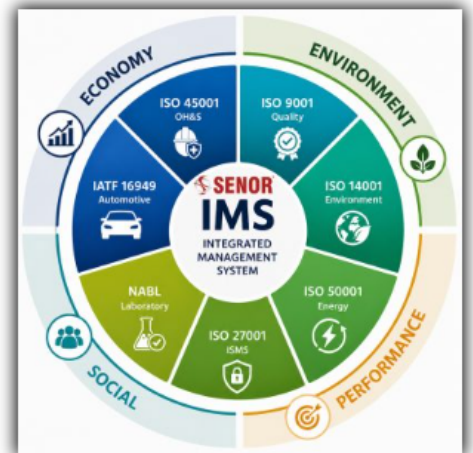 ECONOMY
ENVIRONMENT
ISO 45001
OH&S
ISO 9001
Quality
IATF 16949
Automotive
SENOR
IMS
INTEGRATED
MANAGEMENT
SYSTEM
ISO 14001
Environment
NABL
Laboratory
ISO 27001
ISMS
ISO 50001
Energy
SOCIAL
PERFORMANCE